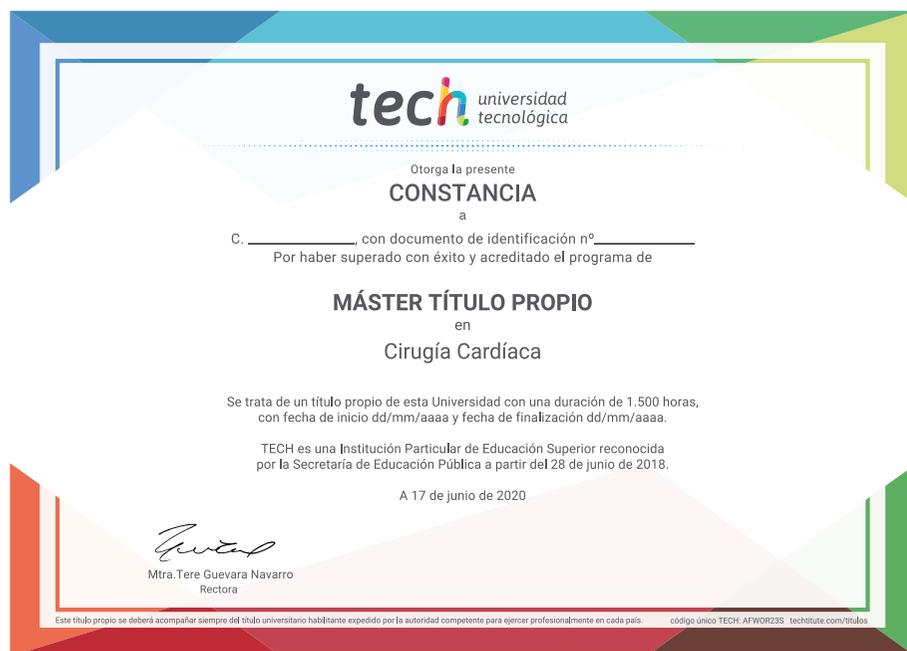 tech universidad
tecnológica
Otorga la presente
CONSTANCIA
a
C. ______________, con documento de identificación nº______________
Por haber superado con éxito y acreditado el programa de
MÁSTER TÍTULO PROPIO
en
Cirugía Cardíaca
Se trata de un título propio de esta Universidad con una duración de 1.500 horas,
con fecha de inicio dd/mm/aaaa y fecha de finalización dd/mm/aaaa.
TECH es una Institución Particular de Educación Superior reconocida
por la Secretaría de Educación Pública a partir del 28 de junio de 2018.
A 17 de junio de 2020
Mtra.Tere Guevara Navarro
Rectora
Este título propio se deberá acompañar siempre del título universitario habilitante expedido por la autoridad competente para ejercer profesionalmente en cada país. código único TECH: AFWOR23S techtitute.com/titulos